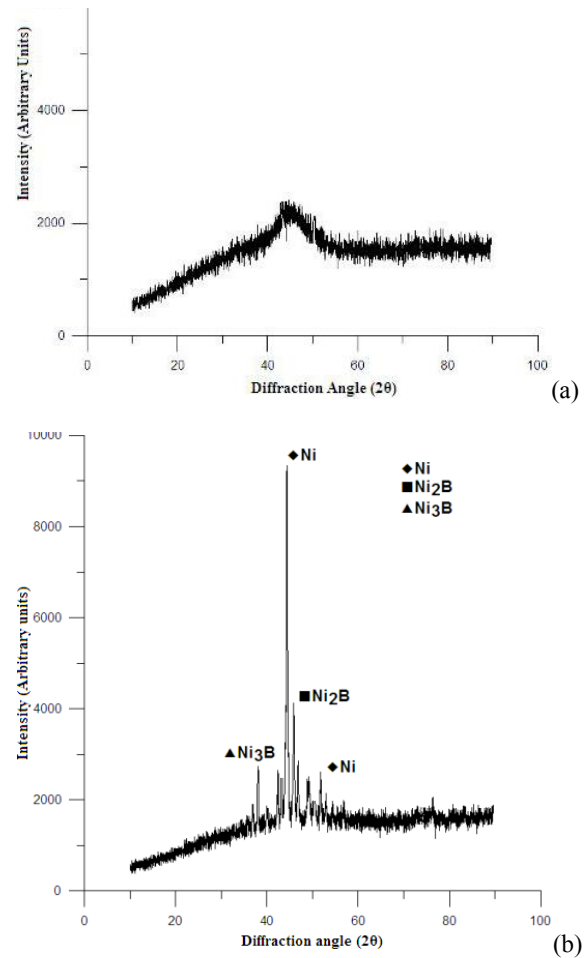 Intensity (Arbitrary Units)
4000
2000
0
0 20 40 60 80 100
Diffraction Angle (2θ)
(a)
Intensity (Arbitrary units)
10000
8000
6000
4000
2000
0
◆Ni
◆Ni
■Ni2B
▲Ni3B
■Ni2B
▲Ni3B
◆Ni
0 20 40 60 80 100
Diffraction angle (2θ)
(b)